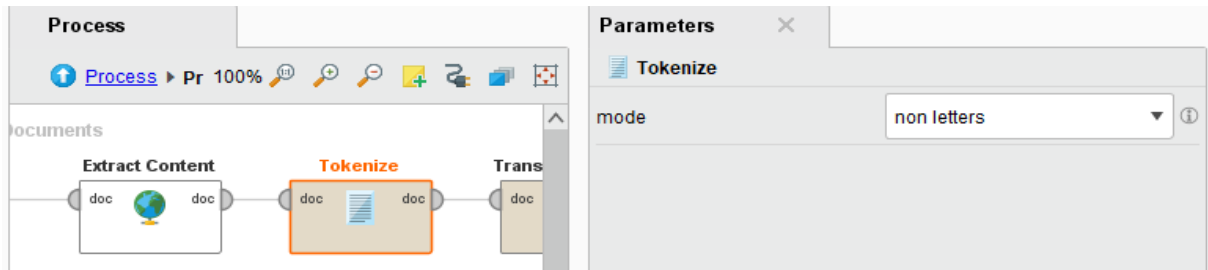 Process
Process ▸ Pr 100%
ocuments
Extract Content
doc doc
Tokenize
doc doc
Trans
doc
Parameters
Tokenize
mode non letters